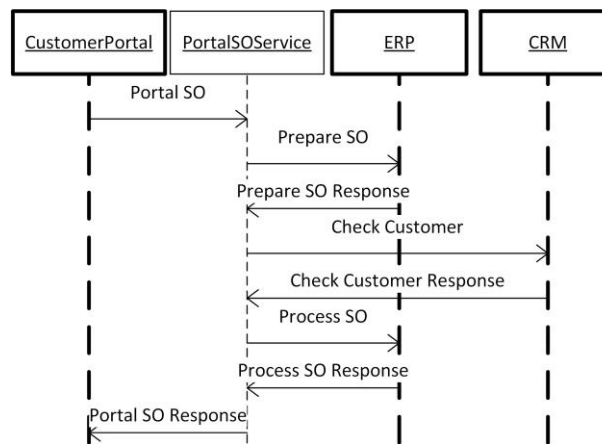 CustomerPortal
PortalSOService
ERP
CRM
Portal SO
Prepare SO
Prepare SO Response
Check Customer
Check Customer Response
Process SO
Process SO Response
Portal SO Response